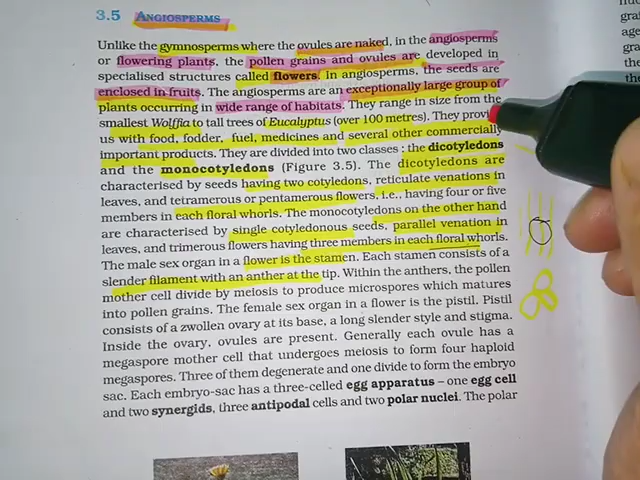 3.5 ANGIOSPERMS
Unlike the gymnosperms where the ovules are naked, in the angiosperms
or flowering plants, the pollen grains and ovules are developed in
specialised structures called flowers. In angiosperms, the seeds are
enclosed in fruits. The angiosperms are an exceptionally large group of
plants occurring in wide range of habitats. They range in size from the
smallest Wolffia to tall trees of Eucalyptus (over 100 metres). They provi
us with food, fodder, fuel, medicines and several other commercially
important products. They are divided into two classes : the dicotyledons
and the monocotyledons (Figure 3.5). The dicotyledons are
characterised by seeds having two cotyledons, reticulate venations in
leaves, and tetramerous or pentamerous flowers, i.e., having four or five
members in each floral whorls. The monocotyledons on the other hand
are characterised by single cotyledonous seeds, parallel venation in
leaves, and trimerous flowers having three members in each floral whorls.
The male sex organ in a flower is the stamen. Each stamen consists of a
slender filament with an anther at the tip. Within the anthers, the pollen
mother cell divide by meiosis to produce microspores which matures
into pollen grains. The female sex organ in a flower is the pistil. Pistil
consists of a zwollen ovary at its base, a long slender style and stigma.
Inside the ovary, ovules are present. Generally each ovule has a
megaspore mother cell that undergoes meiosis to form four haploid
megaspores. Three of them degenerate and one divide to form the embryo
sac. Each embryo-sac has a three-celled egg apparatus – one egg cell
and two synergids, three antipodal cells and two polar nuclei. The polar